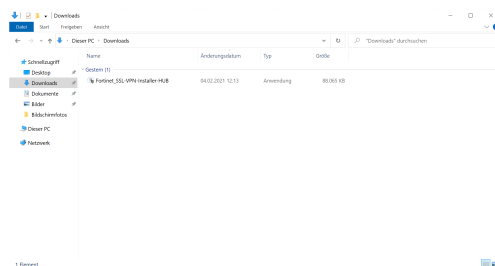 Downloads
Datei Start Freigeben Ansicht
Dieser PC Downloads "Downloads" durchsuchen
Name Änderungsdatum Typ Größe
Schnellzugriff
Gestern (1)
Desktop
Fortinet_SSL-VPN-Installer-HUB 04.02.2021 12:13 Anwendung 88.065 KB
Downloads
Dokumente
Bilder
Bildschirmfotos
Dieser PC
Netzwerk
1 Element